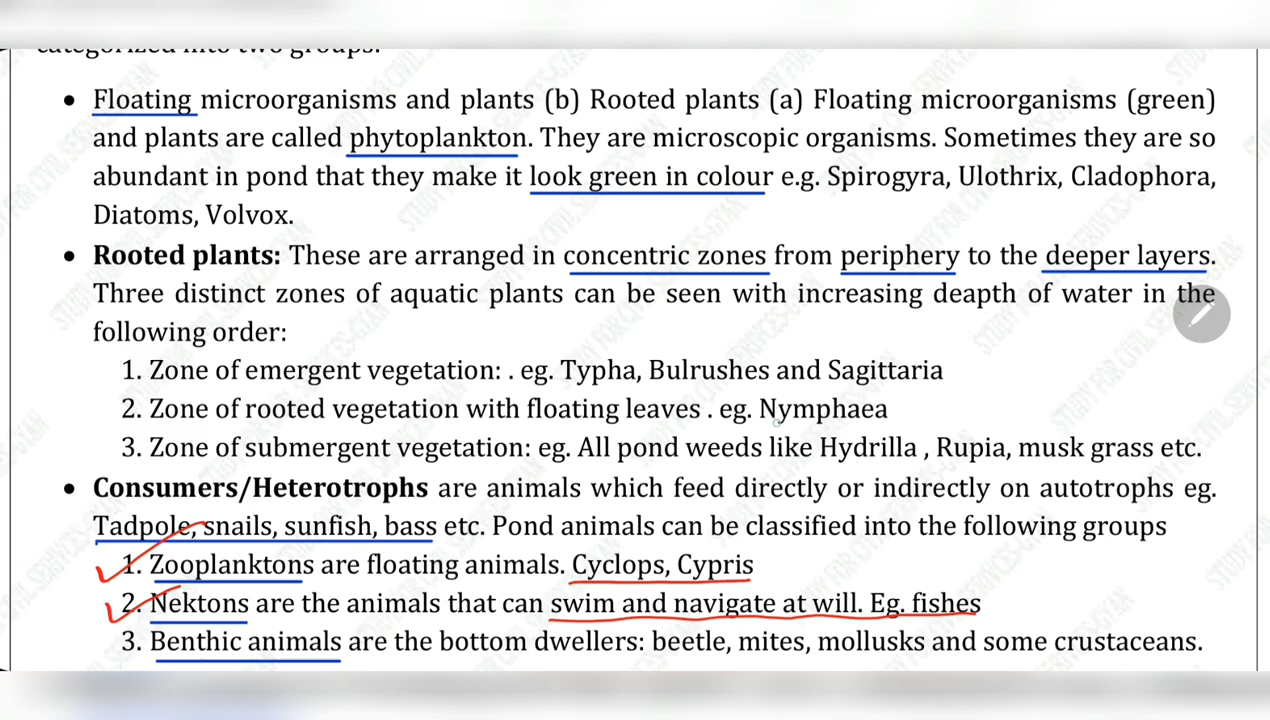 categorized into two groups.
• Floating microorganisms and plants (b) Rooted plants (a) Floating microorganisms (green)
and plants are called phytoplankton. They are microscopic organisms. Sometimes they are so
abundant in pond that they make it look green in colour e.g. Spirogyra, Ulothrix, Cladophora,
Diatoms, Volvox.
• Rooted plants: These are arranged in concentric zones from periphery to the deeper layers.
Three distinct zones of aquatic plants can be seen with increasing deapth of water in the
following order:
1. Zone of emergent vegetation: . eg. Typha, Bulrushes and Sagittaria
2. Zone of rooted vegetation with floating leaves . eg. Nymphaea
3. Zone of submergent vegetation: eg. All pond weeds like Hydrilla , Rupia, musk grass etc.
• Consumers/Heterotrophs are animals which feed directly or indirectly on autotrophs eg.
Tadpole, snails, sunfish, bass etc. Pond animals can be classified into the following groups
1. Zooplanktons are floating animals. Cyclops, Cypris
2. Nektons are the animals that can swim and navigate at will. Eg. fishes
3. Benthic animals are the bottom dwellers: beetle, mites, mollusks and some crustaceans.